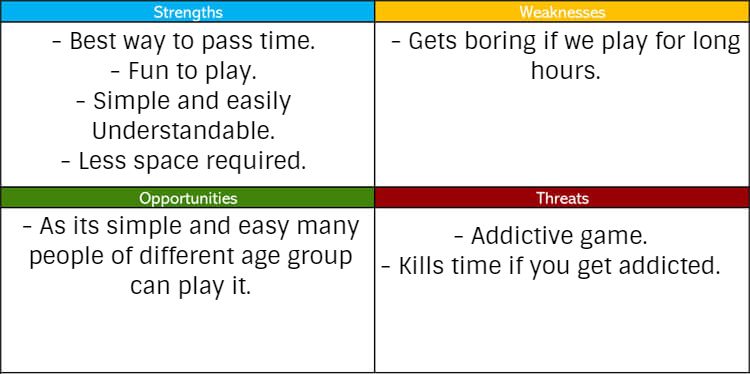 Strengths
- Best way to pass time.
- Fun to play.
- Simple and easily
Understandable.
- Less space required.
Weaknesses
- Gets boring if we play for long
hours.
Opportunities
- As its simple and easy many
people of different age group
can play it.
Threats
- Addictive game.
- Kills time if you get addicted.